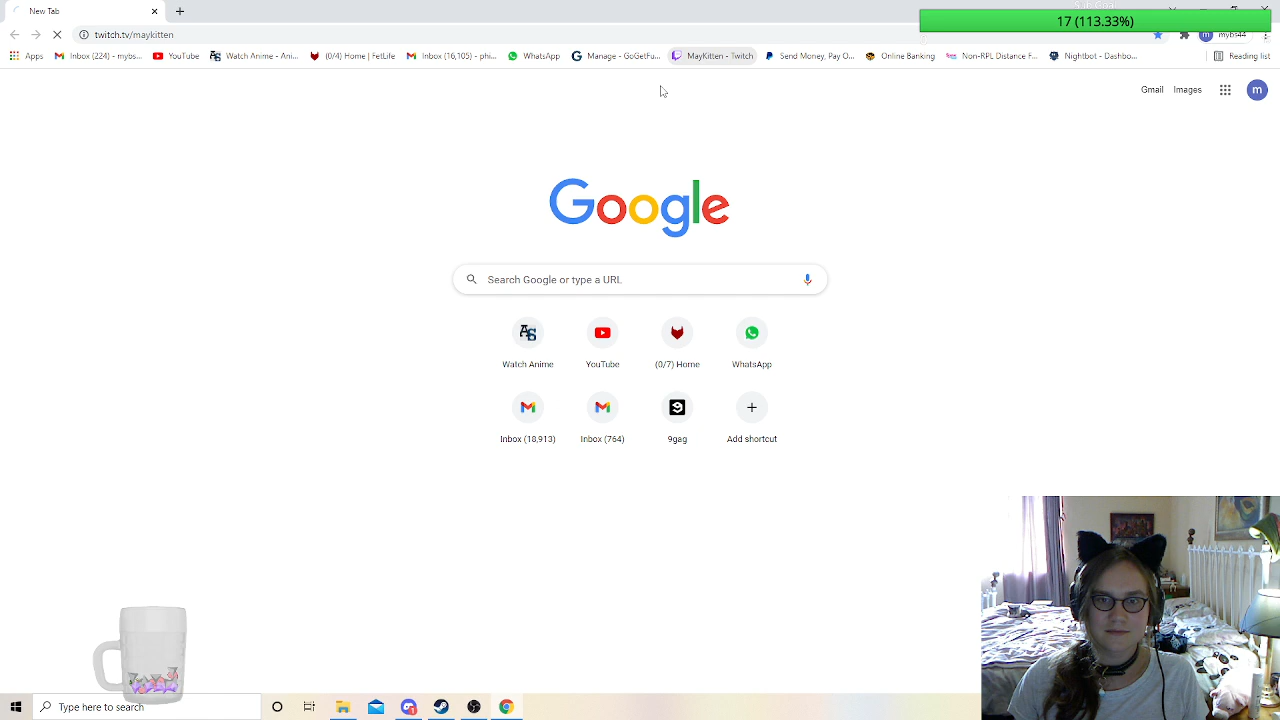 New Tab
Sub Goal
17 (113.33%)
twitch.tv/maykitten
m
mybs44
Apps
Inbox (224) - mybs...
YouTube
Watch Anime - Ani...
(0/4) Home | FetLife
Inbox (16,105) - phi...
WhatsApp
Manage - GoGetFu...
MayKitten - Twitch
Send Money, Pay O...
Online Banking
Non-RPL Distance F...
Nightbot - Dashbo...
Reading list
Gmail
Images
m
Google
Search Google or type a URL
Watch Anime
YouTube
(0/7) Home
WhatsApp
Inbox (18,913)
Inbox (764)
9gag
Add shortcut
Type here to search